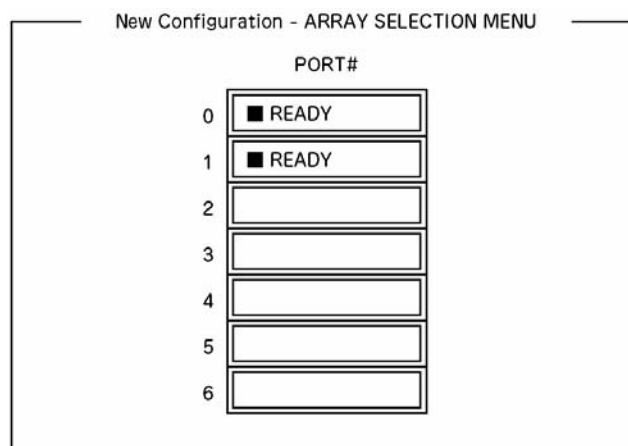 New Configuration - ARRAY SELECTION MENU
PORT#
0 ■ READY
1 ■ READY
2
3
4
5
6